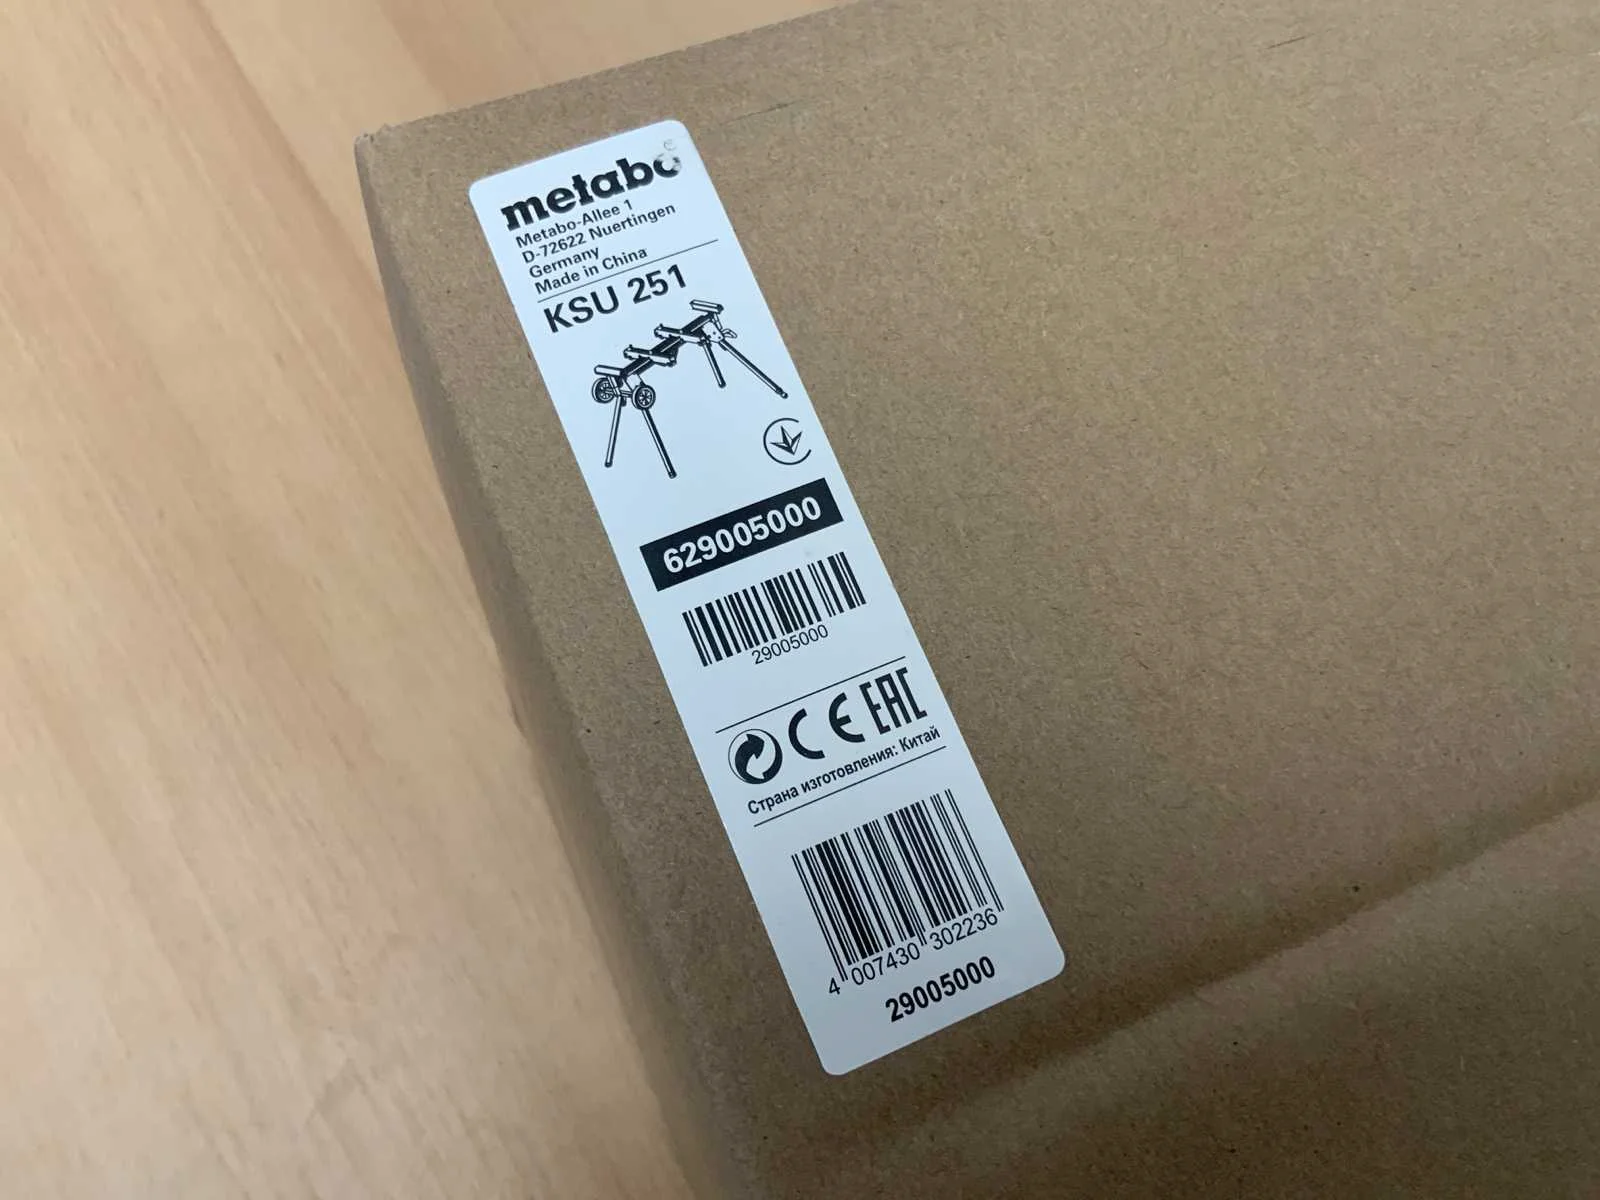 metabo
Metabo-Allee 1
D-72622 Nuertingen
Germany
Made in China
KSU 251
629005000
29005000
CE EAC
Страна изготовления: Китай
4 007430 302236
29005000